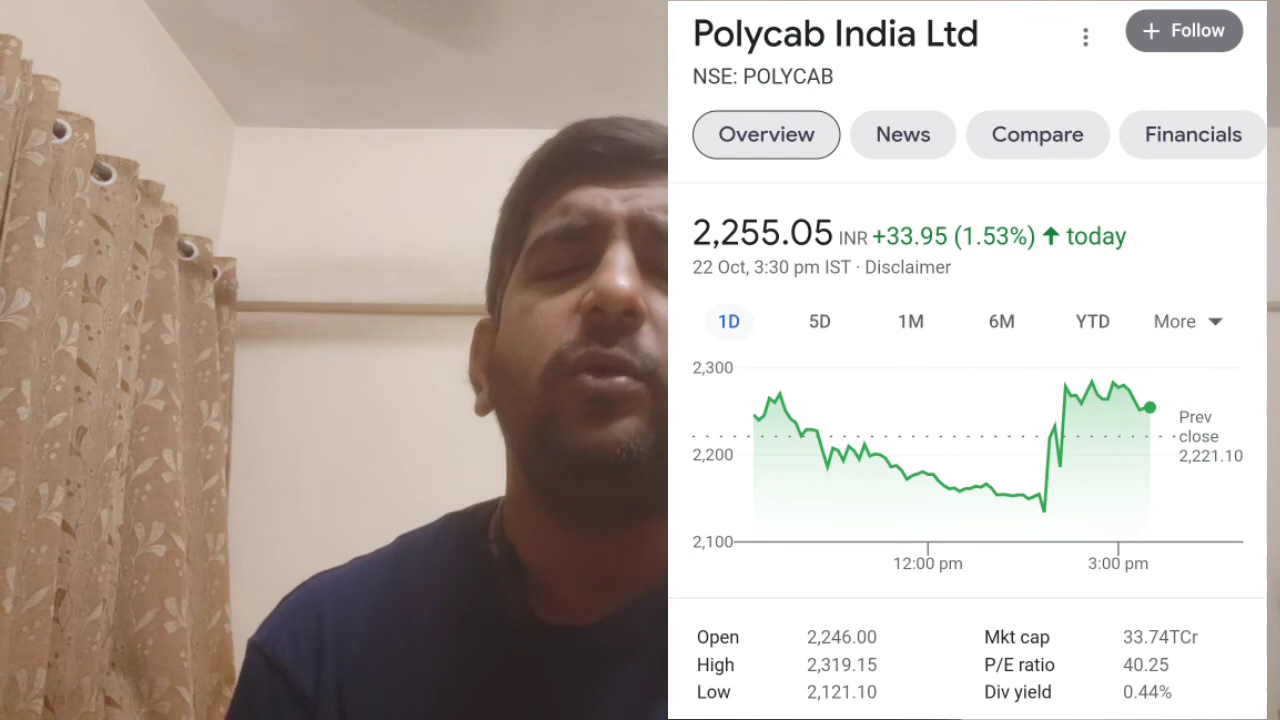 Polycab India Ltd
+ Follow
NSE: POLYCAB
Overview News Compare Financials
2,255.05 INR +33.95 (1.53%) ↑ today
22 Oct, 3:30 pm IST · Disclaimer
1D 5D 1M 6M YTD More
2,300
Prev
close
2,221.10
2,200
2,100
12:00 pm 3:00 pm
Open 2,246.00 Mkt cap 33.74TCr
High 2,319.15 P/E ratio 40.25
Low 2,121.10 Div yield 0.44%